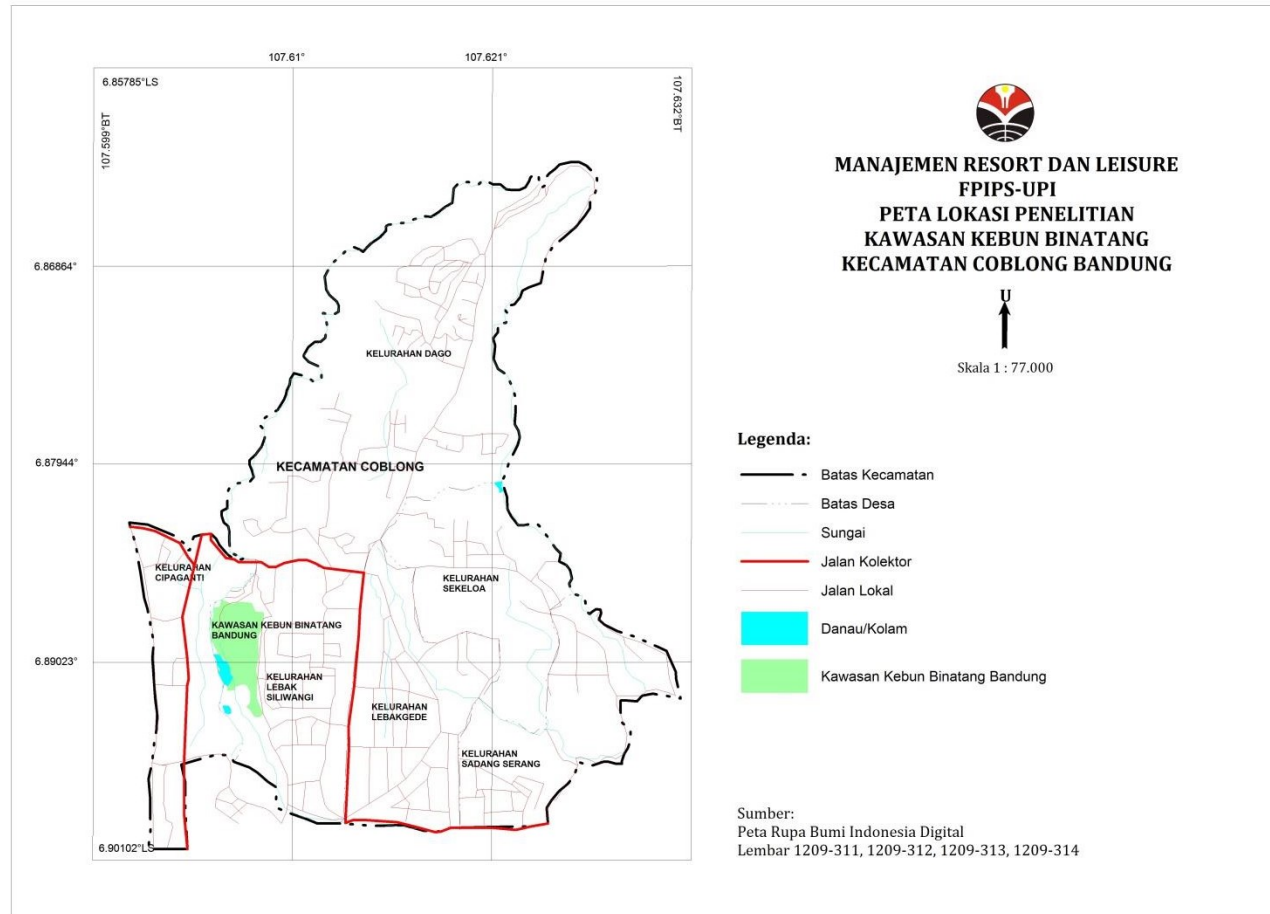 107.61°
107.621°
6.85785°LS
107.599°BT
107.632°BT
6.86864°
6.87944°
6.89023°
6.90102°LS
KELURAHAN DAGO
KECAMATAN COBLONG
KELURAHAN
CIPAGANTI
KELURAHAN
SEKELOA
KAWASAN KEBUN BINATANG
BANDUNG
KELURAHAN
LEBAK
SILIWANGI
KELURAHAN
LEBAKGEDE
KELURAHAN
SADANG SERANG
MANAJEMEN RESORT DAN LEISURE
FPIPS-UPI
PETA LOKASI PENELITIAN
KAWASAN KEBUN BINATANG
KECAMATAN COBLONG BANDUNG
U
Skala 1 : 77.000
Legenda:
Batas Kecamatan
Batas Desa
Sungai
Jalan Kolektor
Jalan Lokal
Danau/Kolam
Kawasan Kebun Binatang Bandung
Sumber:
Peta Rupa Bumi Indonesia Digital
Lembar 1209-311, 1209-312, 1209-313, 1209-314